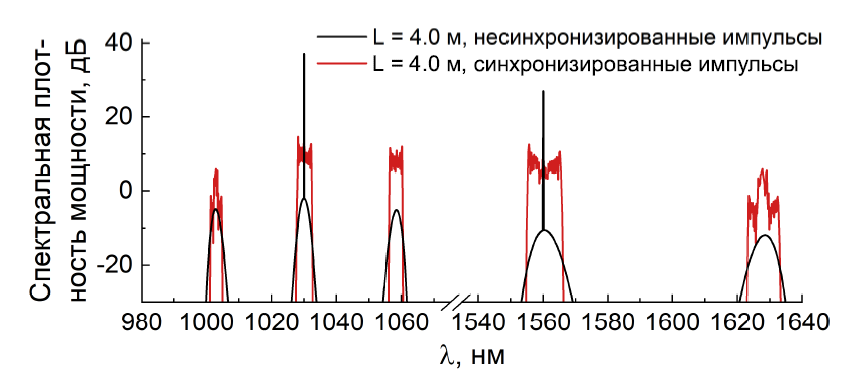 Спектральная плот-
ность мощности, дБ
40
20
0
-20
L = 4.0 м, несинхронизированные импульсы
L = 4.0 м, синхронизированные импульсы
980 1000 1020 1040 1060 1540 1560 1580 1600 1620 1640
λ, нм